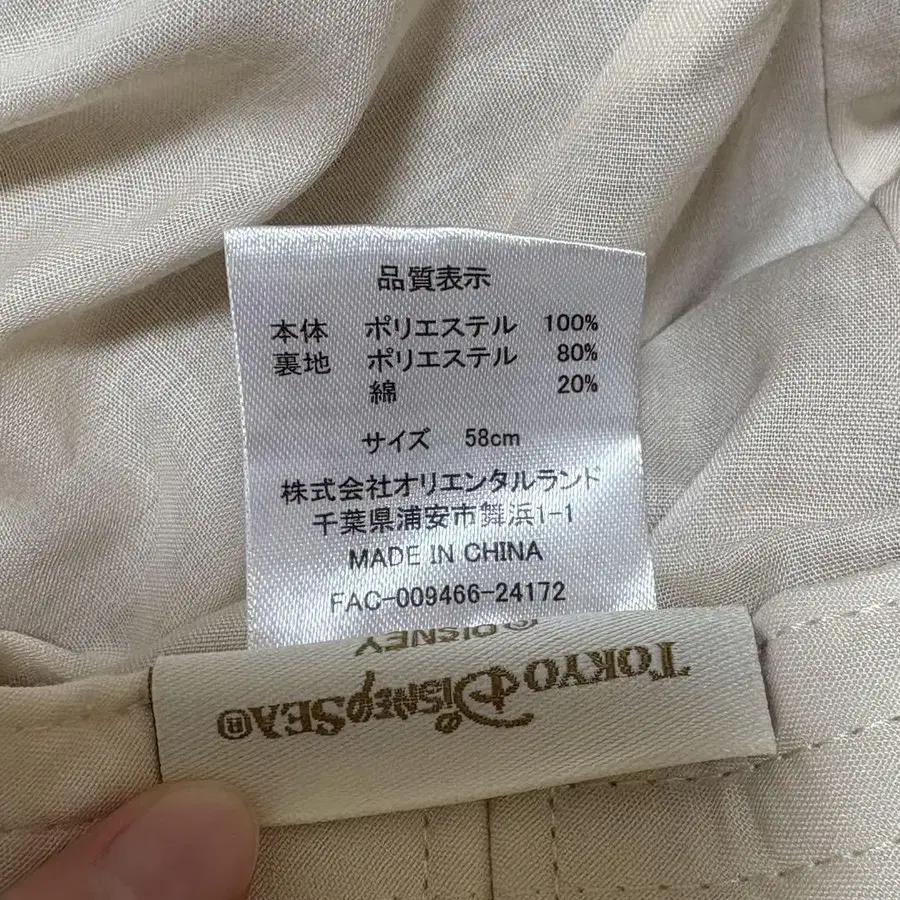 品質表示
本体 ポリエステル 100%
裏地 ポリエステル 80%
綿 20%
サイズ 58cm
株式会社オリエンタルランド
千葉県浦安市舞浜1-1
MADE IN CHINA
FAC-009466-24172
© DISNEY
TOKYO DISNEYSEA®